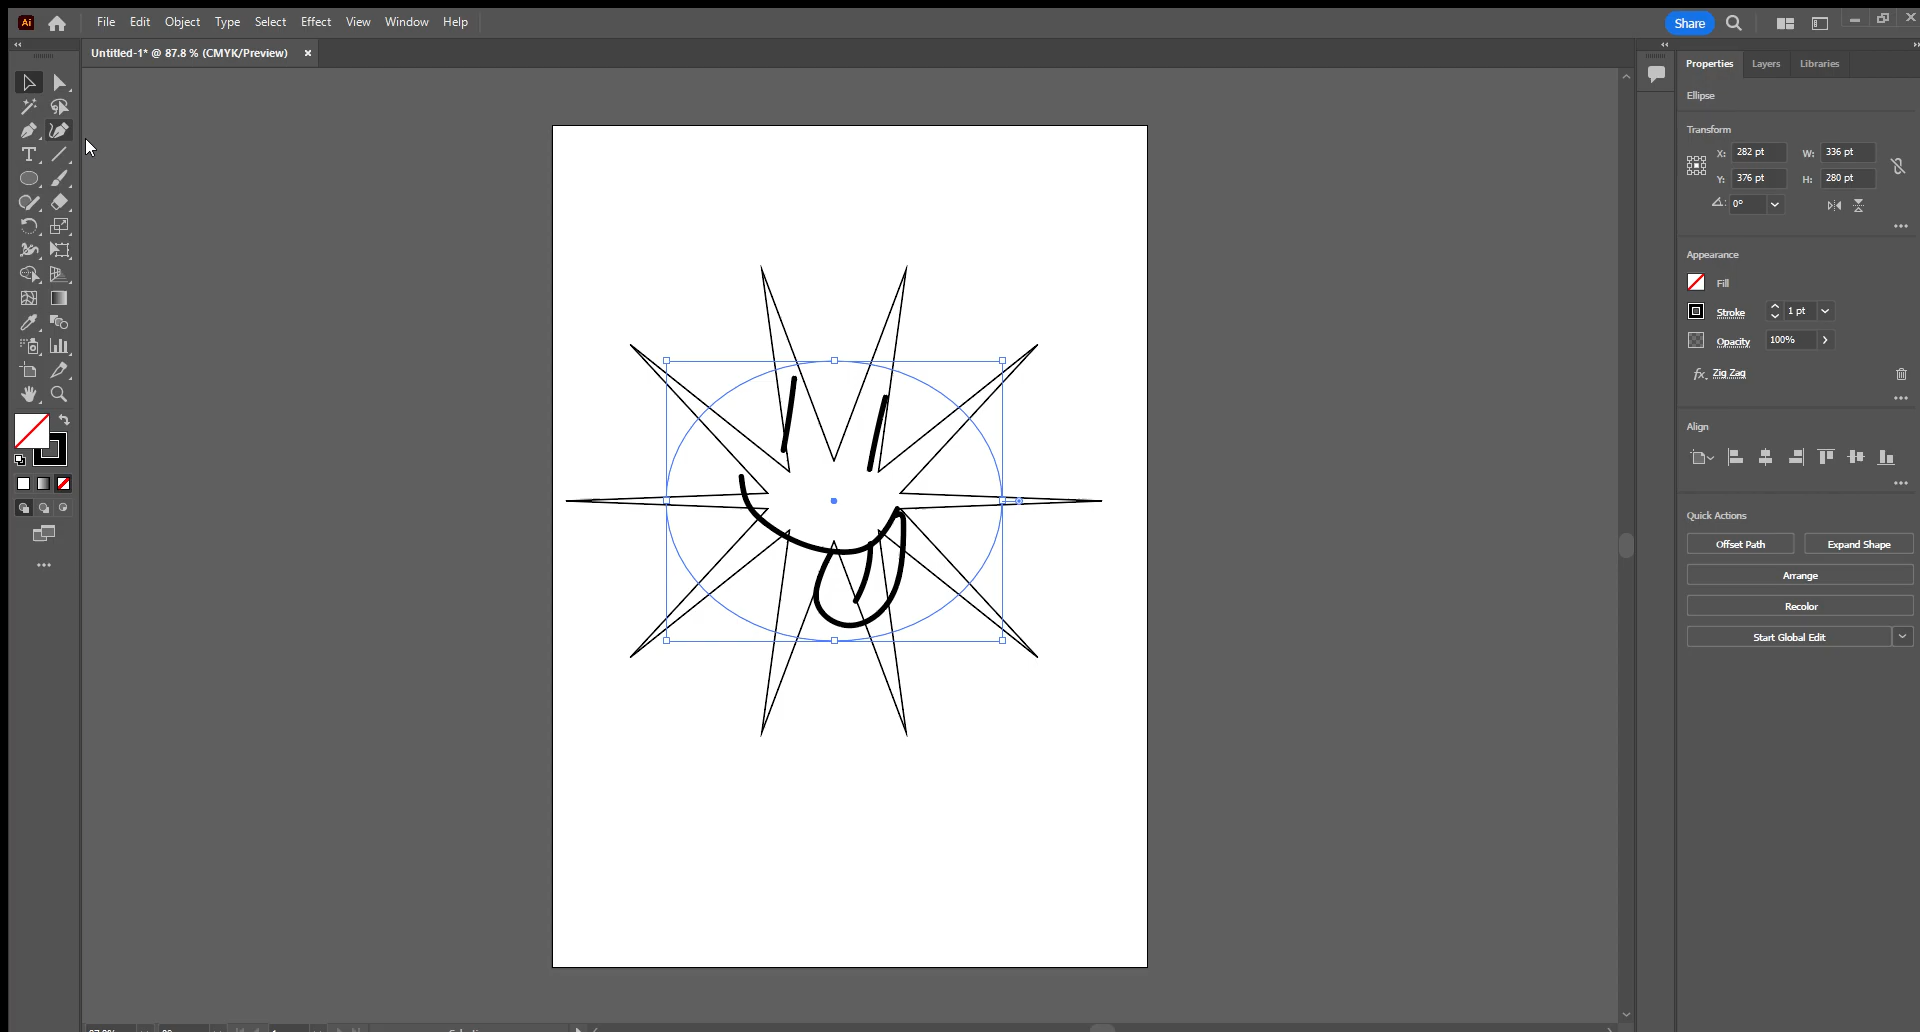 Ai File Edit Object Type Select Effect View Window Help Share
Untitled-1* @ 87.8 % (CMYK/Preview) ×
Properties Layers Libraries
Ellipse
Transform
X: 282 pt W: 336 pt
Y: 376 pt H: 280 pt
0°
Appearance
Fill
Stroke 1 pt
Opacity 100%
fx Zig Zag
Align
Quick Actions
Offset Path Expand Shape
Arrange
Recolor
Start Global Edit